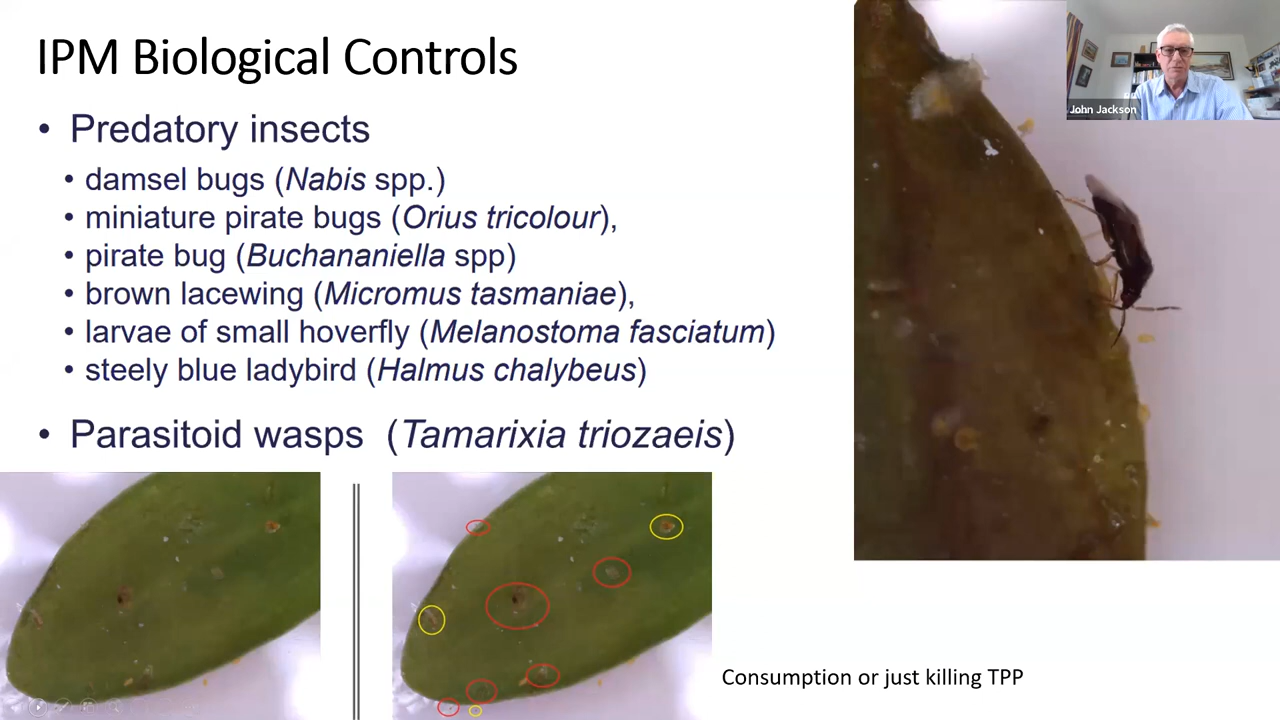 IPM Biological Controls
John Jackson
• Predatory insects
• damsel bugs (Nabis spp.)
• miniature pirate bugs (Orius tricolour),
• pirate bug (Buchananiella spp)
• brown lacewing (Micromus tasmaniae),
• larvae of small hoverfly (Melanostoma fasciatum)
• steely blue ladybird (Halmus chalybeus)
• Parasitoid wasps (Tamarixia triozaeis)
Consumption or just killing TPP